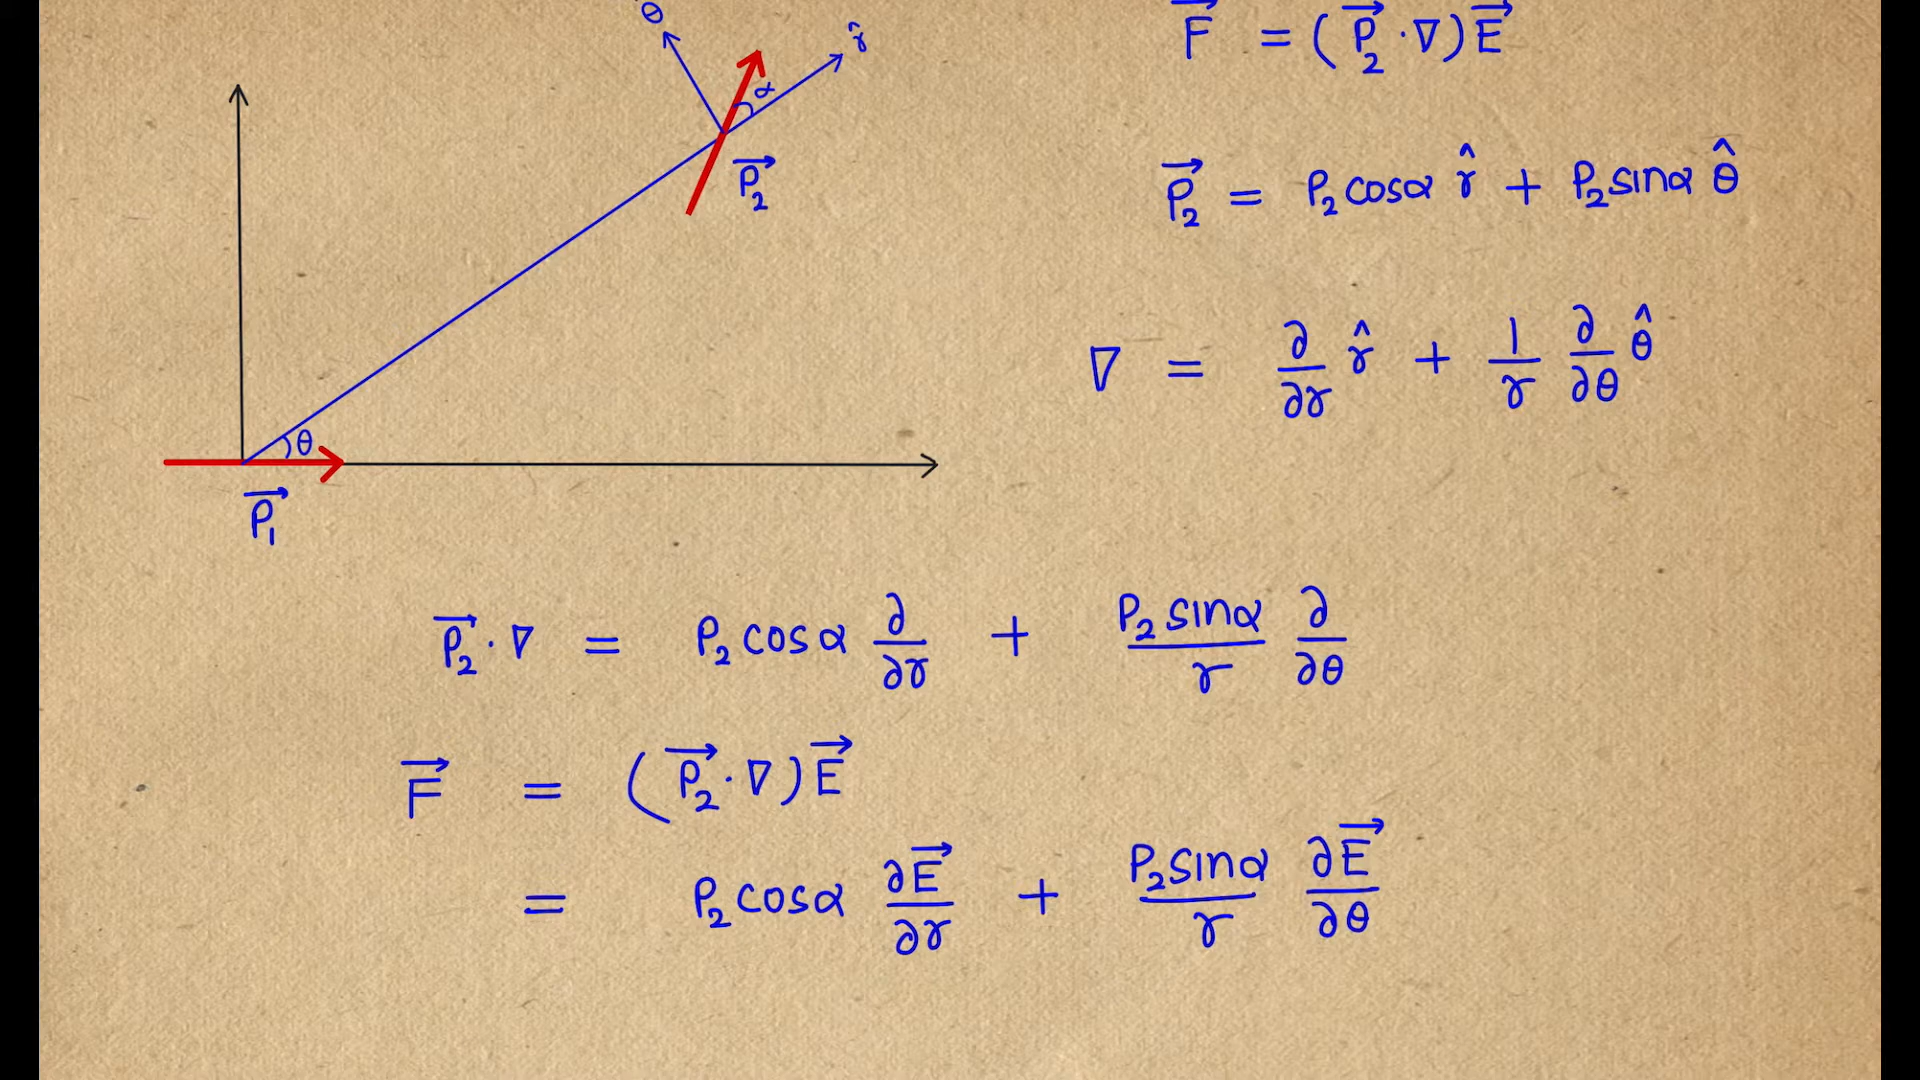 θ
r̂
α
P⃗₂
θ
P⃗₁
F⃗ = (P⃗₂ · ∇) E⃗
P⃗₂ = P₂ cosα r̂ + P₂ sinα θ̂
∇ = ∂/∂r r̂ + 1/r ∂/∂θ θ̂
P⃗₂ · ∇ = P₂ cosα ∂/∂r + P₂ sinα/r ∂/∂θ
F⃗ = (P⃗₂ · ∇) E⃗
= P₂ cosα ∂E⃗/∂r + P₂ sinα/r ∂E⃗/∂θ